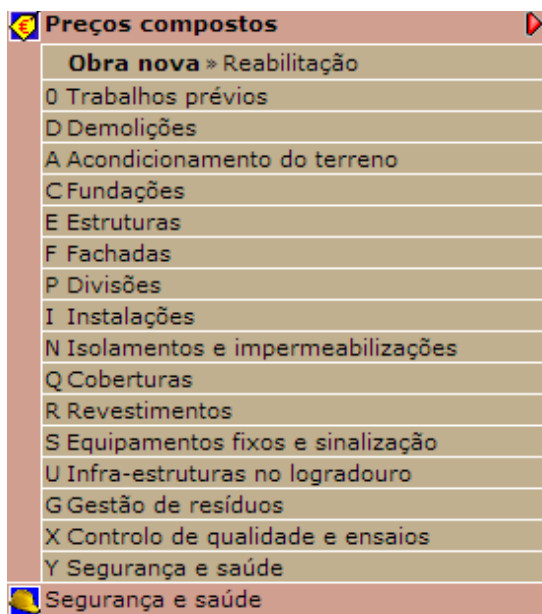 € Preços compostos
Obra nova » Reabilitação
0 Trabalhos prévios
D Demolições
A Acondicionamento do terreno
C Fundações
E Estruturas
F Fachadas
P Divisões
I Instalações
N Isolamentos e impermeabilizações
Q Coberturas
R Revestimentos
S Equipamentos fixos e sinalização
U Infra-estruturas no logradouro
G Gestão de resíduos
X Controlo de qualidade e ensaios
Y Segurança e saúde
Segurança e saúde